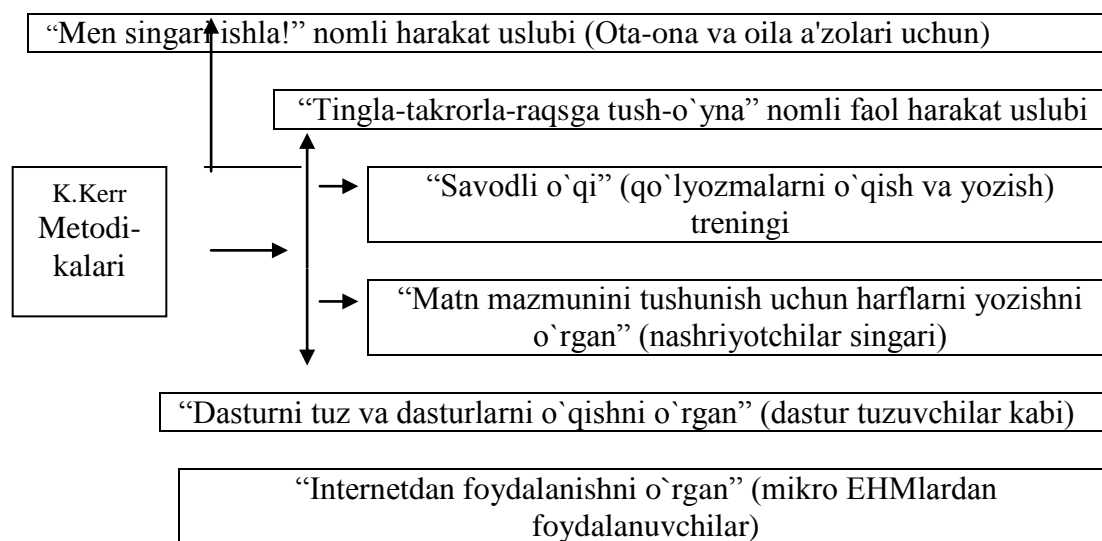 “Men singari ishla!” nomli harakat uslubi (Ota-ona va oila a'zolari uchun)
“Tingla-takrorla-raqsga tush-o`yna” nomli faol harakat uslubi
K.Kerr
Metodi-
kalari
“Savodli o`qi” (qo`lyozmalarni o`qish va yozish)
treningi
“Matn mazmunini tushunish uchun harflarni yozishni
o`rgan” (nashriyotchilar singari)
“Dasturni tuz va dasturlarni o`qishni o`rgan” (dastur tuzuvchilar kabi)
“Internetdan foydalanishni o`rgan” (mikro EHMlardan
foydalanuvchilar)